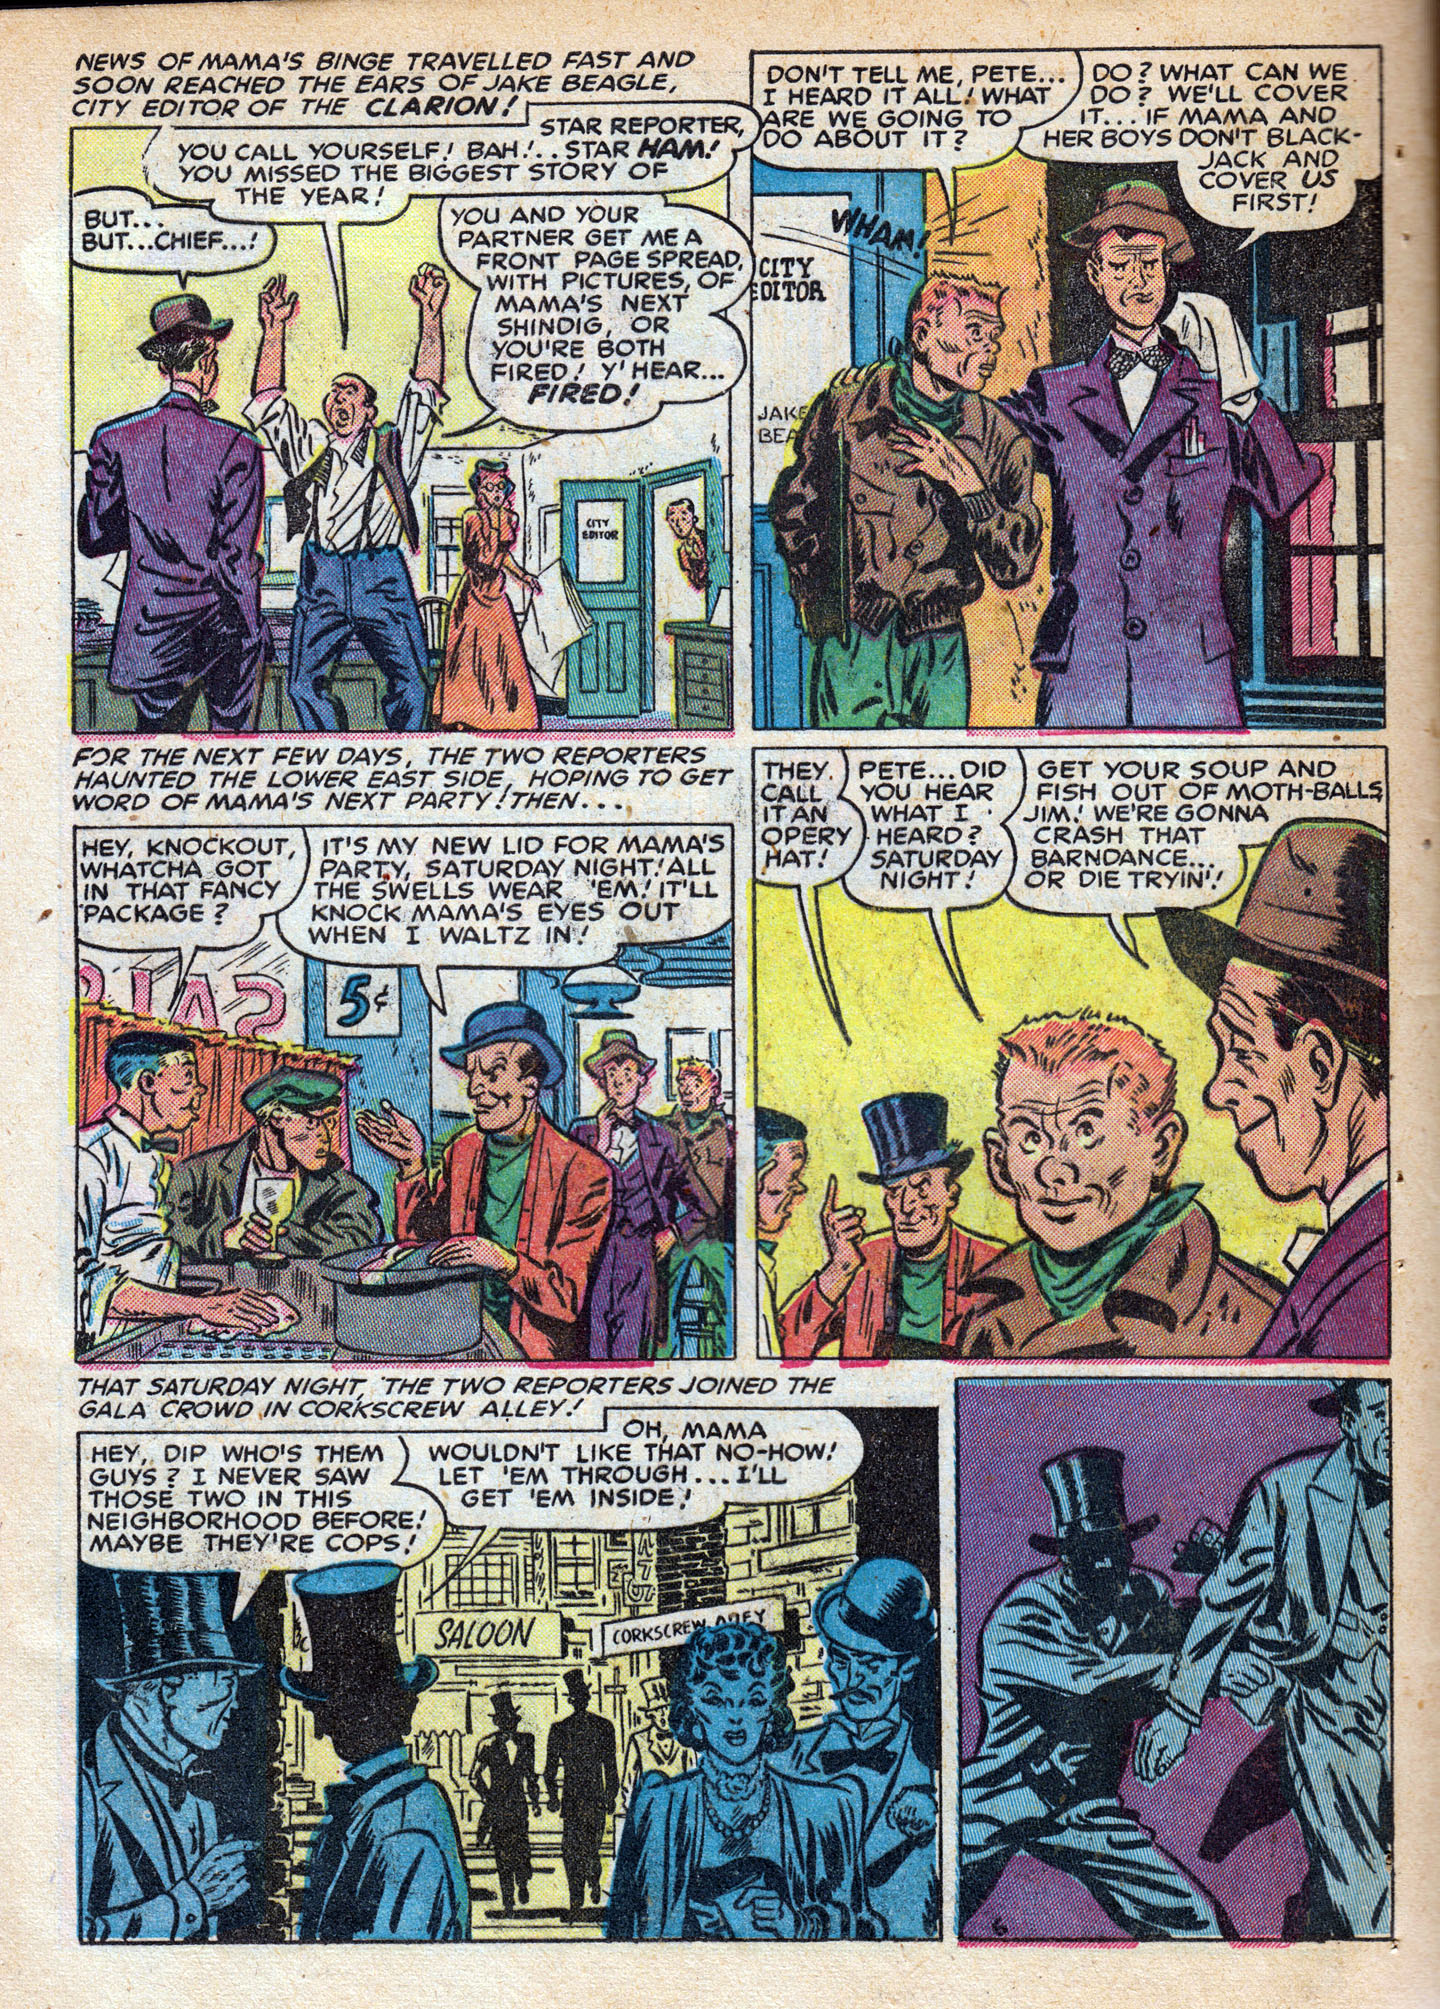 NEWS OF MAMA'S BINGE TRAVELLED FAST AND
SOON REACHED THE EARS OF JAKE BEAGLE,
CITY EDITOR OF THE CLARION!
STAR REPORTER,
YOU CALL YOURSELF! BAH!.. STAR HAM!
YOU MISSED THE BIGGEST STORY OF
THE YEAR!
BUT...
BUT...CHIEF...!
YOU AND YOUR
PARTNER GET ME A
FRONT PAGE SPREAD,
WITH PICTURES, OF
MAMA'S NEXT
SHINDIG, OR
YOU'RE BOTH
FIRED! Y'HEAR...
FIRED!
CITY
EDITOR
DON'T TELL ME, PETE...
I HEARD IT ALL! WHAT
ARE WE GOING TO
DO ABOUT IT?
DO? WHAT CAN WE
DO? WE'LL COVER
IT... IF MAMA AND
HER BOYS DON'T BLACK-
JACK AND
COVER US
FIRST!
WHAM!
CITY
EDITOR
JAKE
BEA
FOR THE NEXT FEW DAYS, THE TWO REPORTERS
HAUNTED THE LOWER EAST SIDE, HOPING TO GET
WORD OF MAMA'S NEXT PARTY! THEN...
HEY, KNOCKOUT,
WHATCHA GOT
IN THAT FANCY
PACKAGE?
IT'S MY NEW LID FOR MAMA'S
PARTY, SATURDAY NIGHT! ALL
THE SWELLS WEAR 'EM! IT'LL
KNOCK MAMA'S EYES OUT
WHEN I WALTZ IN!
SAL
5¢
THEY
CALL
IT AN
OPERY
HAT!
PETE... DID
YOU HEAR
WHAT I
HEARD?
SATURDAY
NIGHT!
GET YOUR SOUP AND
FISH OUT OF MOTH-BALLS,
JIM! WE'RE GONNA
CRASH THAT
BARNDANCE...
OR DIE TRYIN'!
THAT SATURDAY NIGHT, THE TWO REPORTERS JOINED THE
GALA CROWD IN CORKSCREW ALLEY!
HEY, DIP WHO'S THEM
GUYS? I NEVER SAW
THOSE TWO IN THIS
NEIGHBORHOOD BEFORE!
MAYBE THEY'RE COPS!
OH, MAMA
WOULDN'T LIKE THAT NO-HOW!
LET 'EM THROUGH... I'LL
GET 'EM INSIDE!
SALOON
CORKSCREW ALLEY
6